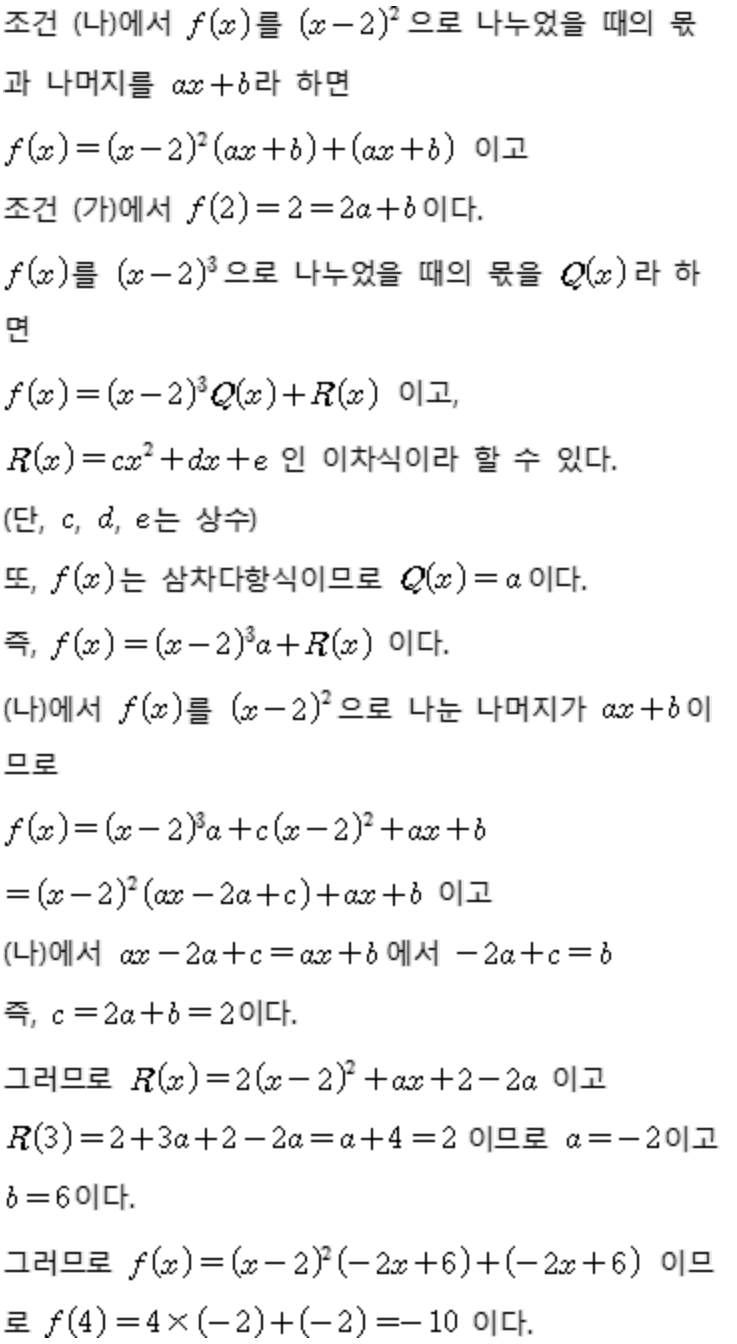 조건 (나)에서 f(x)를 (x−2)²으로 나누었을 때의 몫
과 나머지를 ax+b라 하면
f(x)=(x−2)²(ax+b)+(ax+b) 이고
조건 (가)에서 f(2)=2=2a+b이다.
f(x)를 (x−2)³으로 나누었을 때의 몫을 Q(x)라 하
면
f(x)=(x−2)³Q(x)+R(x) 이고,
R(x)=cx²+dx+e 인 이차식이라 할 수 있다.
(단, c, d, e는 상수)
또, f(x)는 삼차다항식이므로 Q(x)=a이다.
즉, f(x)=(x−2)³a+R(x) 이다.
(나)에서 f(x)를 (x−2)²으로 나눈 나머지가 ax+b이
므로
f(x)=(x−2)³a+c(x−2)²+ax+b
=(x−2)²(ax−2a+c)+ax+b 이고
(나)에서 ax−2a+c=ax+b에서 −2a+c=b
즉, c=2a+b=2이다.
그러므로 R(x)=2(x−2)²+ax+2−2a 이고
R(3)=2+3a+2−2a=a+4=2 이므로 a=−2이고
b=6이다.
그러므로 f(x)=(x−2)²(−2x+6)+(−2x+6) 이므
로 f(4)=4×(−2)+(−2)=−10 이다.